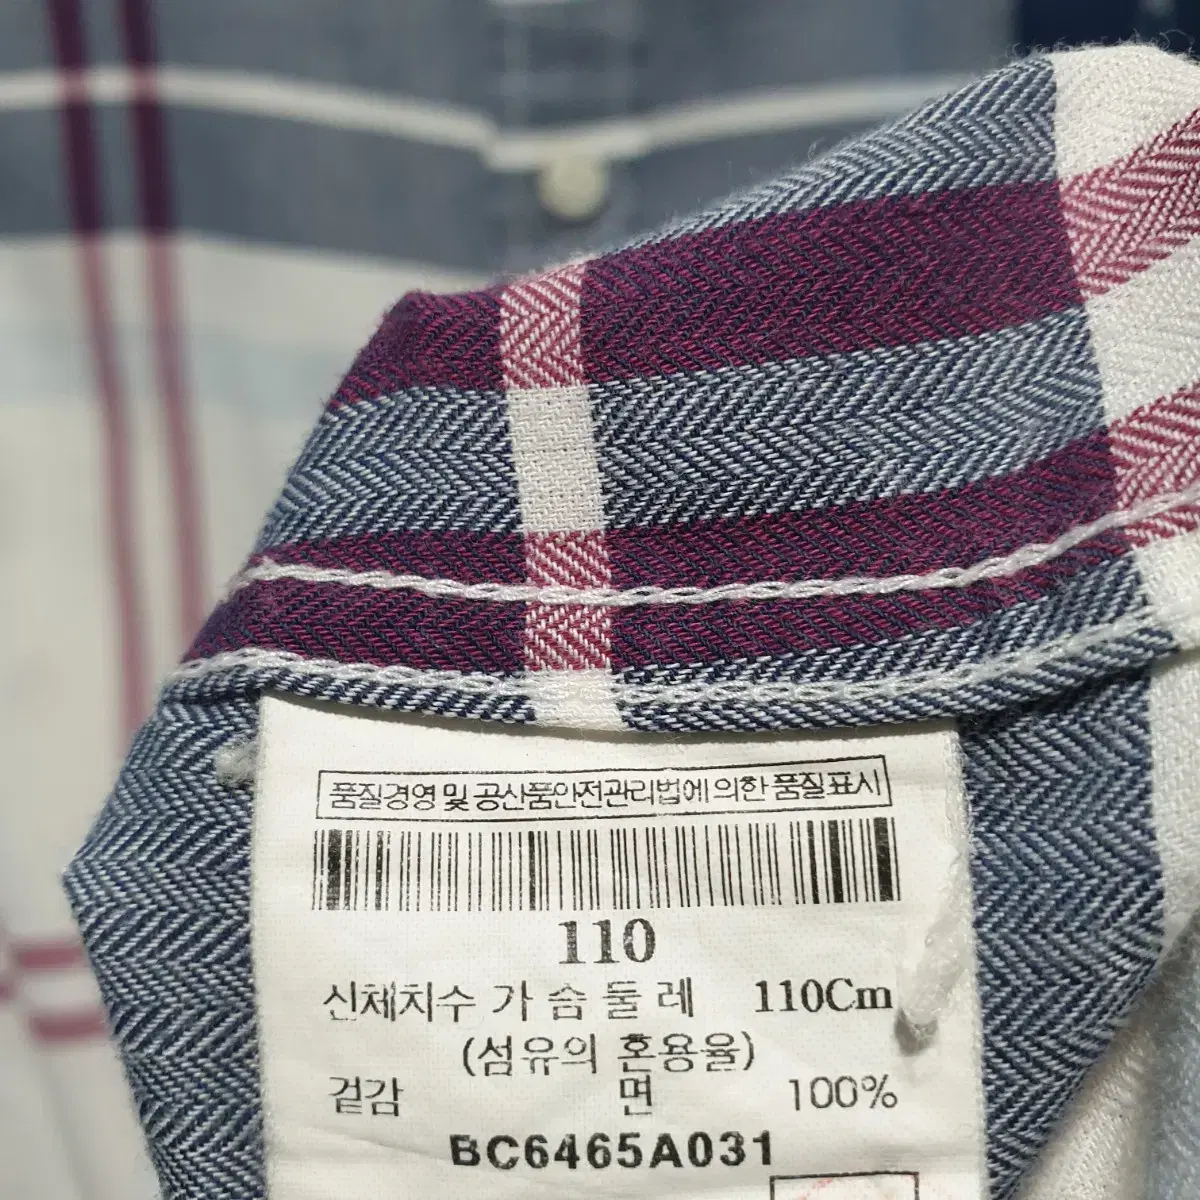 품질경영 및 공산품안전관리법에 의한 품질표시
110
신체치수 가 슴 둘 레 110Cm
(섬유의 혼용율)
겉감 면 100%
BC6465A031